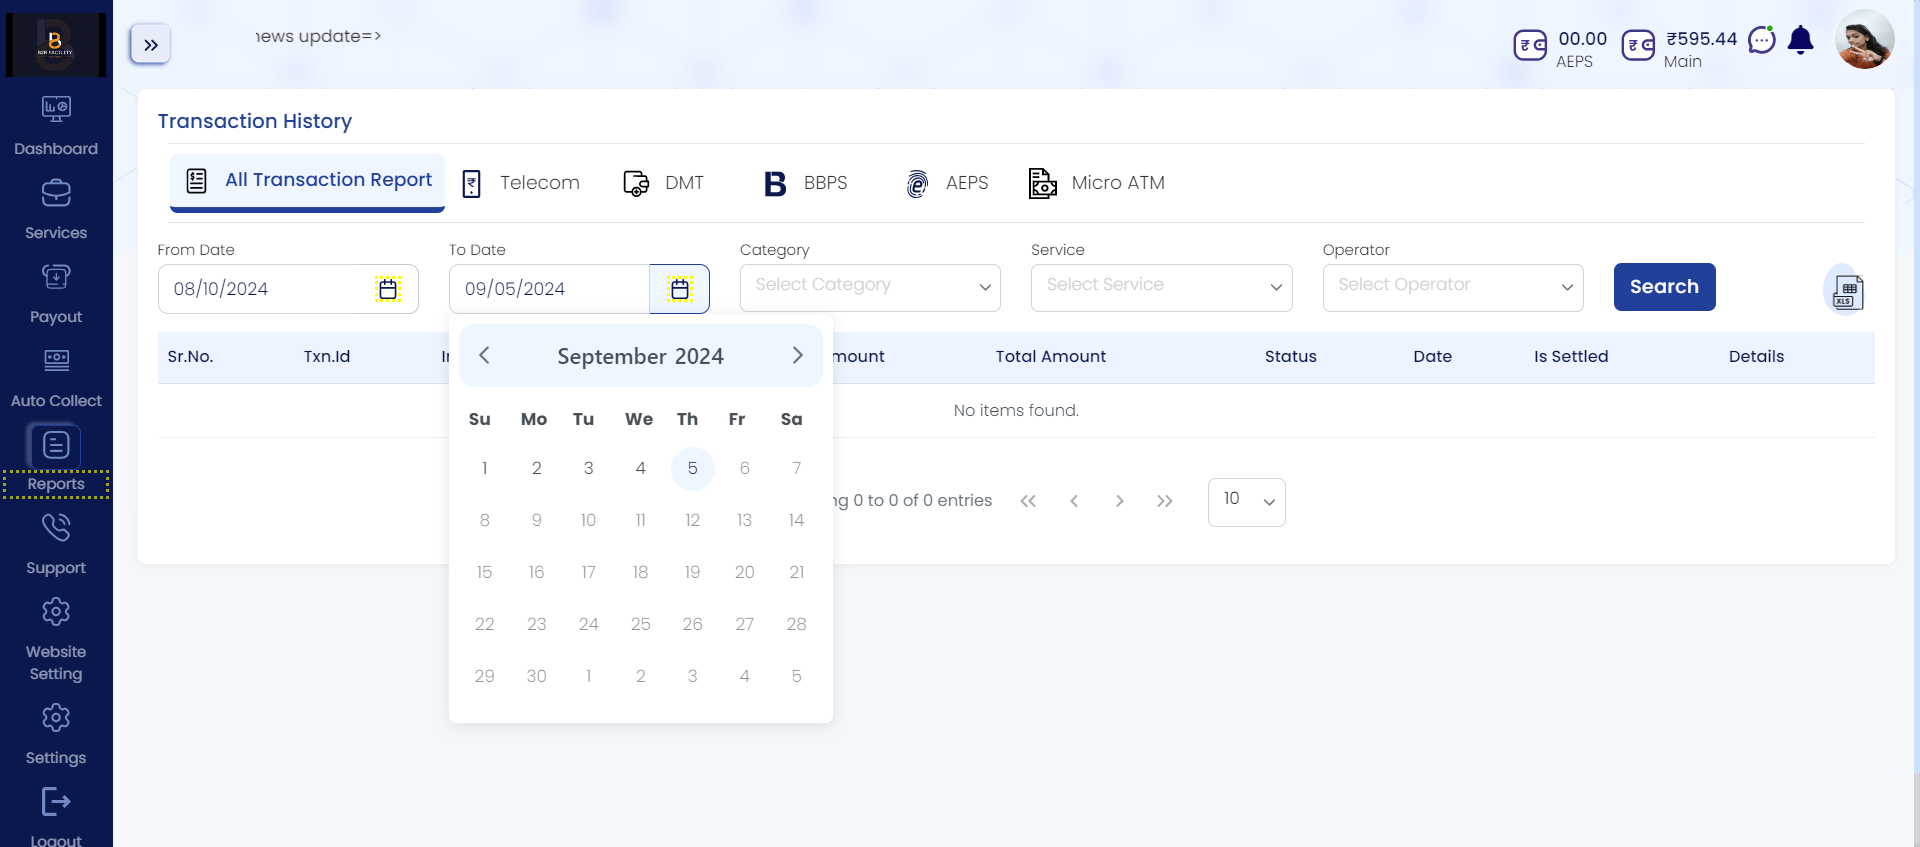 B2B FACILITY
news update=>
00.00
AEPS
₹595.44
Main
Dashboard
Services
Payout
Auto Collect
Reports
Support
Website
Setting
Settings
Logout
Transaction History
All Transaction Report
Telecom
DMT
BBPS
AEPS
Micro ATM
From Date
To Date
Category
Service
Operator
08/10/2024
09/05/2024
Select Category
Select Service
Select Operator
Search
XLS
Sr.No.
Txn.Id
Total Amount
Status
Date
Is Settled
Details
No items found.
0 to 0 of 0 entries
10
September 2024
Su Mo Tu We Th Fr Sa
1 2 3 4 5 6 7
8 9 10 11 12 13 14
15 16 17 18 19 20 21
22 23 24 25 26 27 28
29 30 1 2 3 4 5